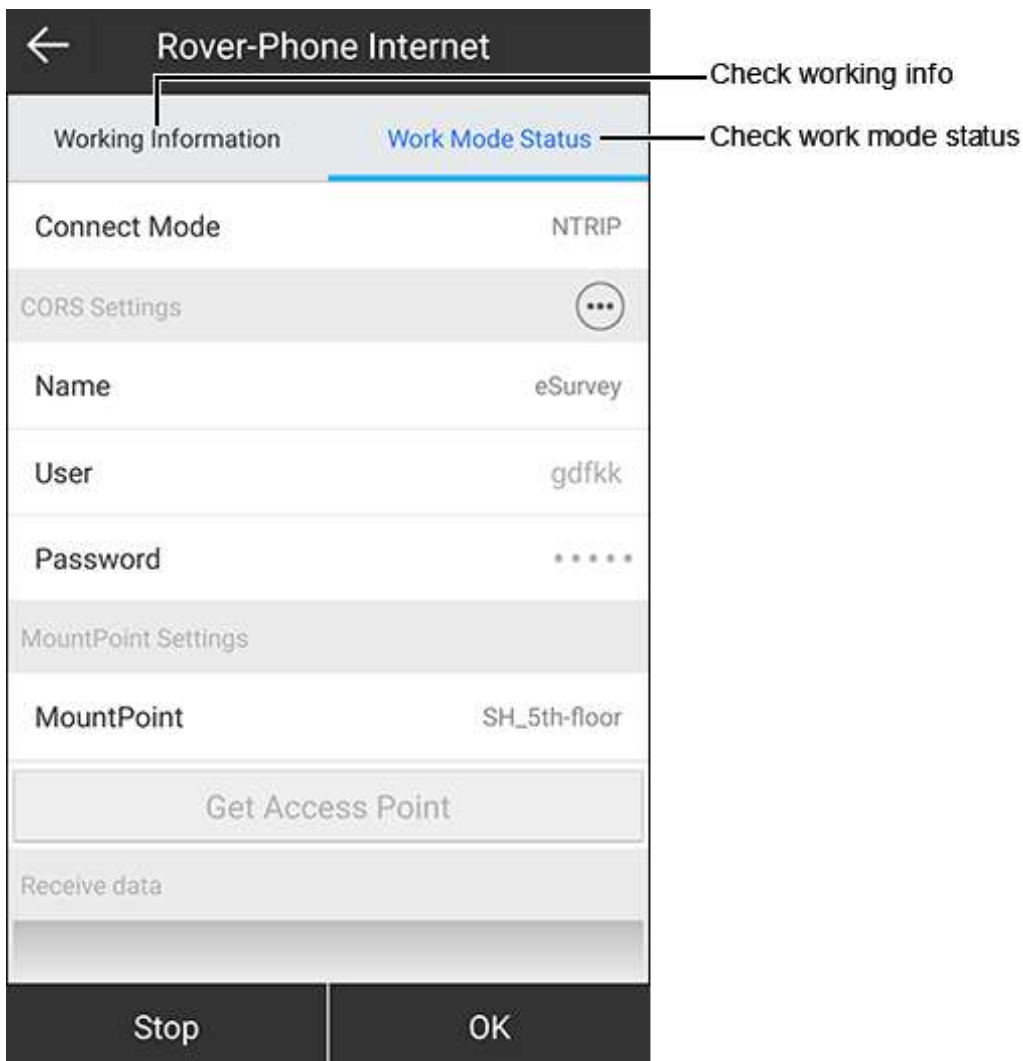 Rover-Phone Internet
Check working info
Working Information
Work Mode Status
Check work mode status
Connect Mode NTRIP
CORS Settings
Name eSurvey
User gdfkk
Password •••••
MountPoint Settings
MountPoint SH_5th-floor
Get Access Point
Receive data
Stop OK